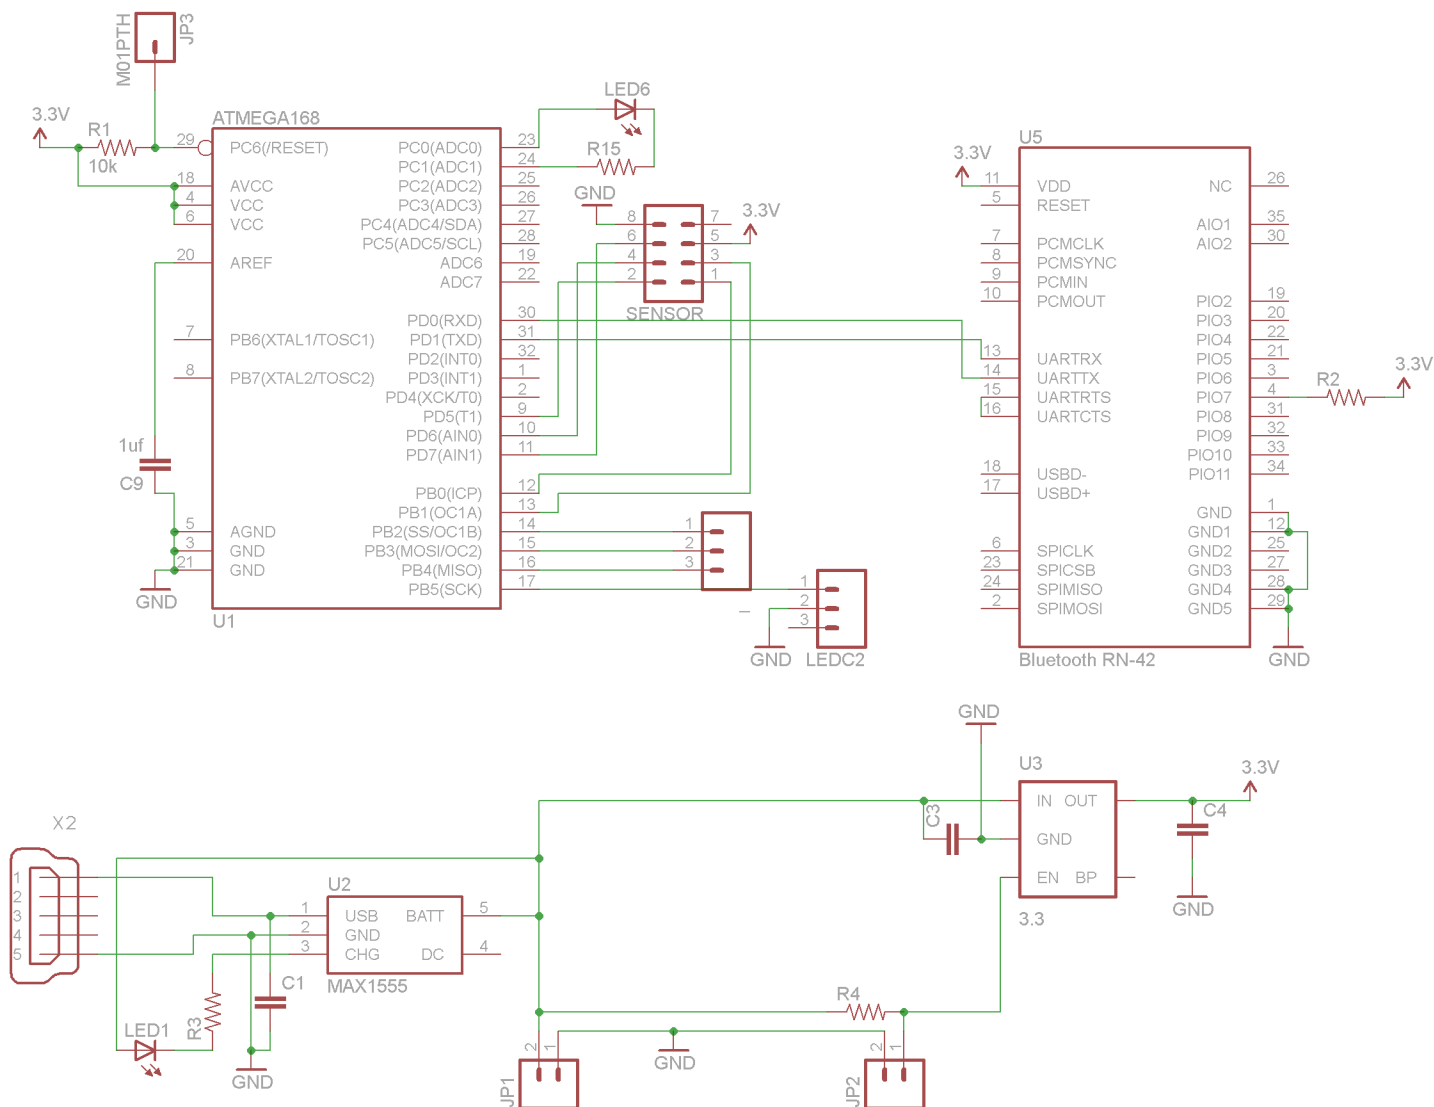 M01PTH
JP3
3.3V
R1
10k
ATMEGA168
29
PC6(/RESET)
18
AVCC
4
VCC
6
VCC
20
AREF
7
PB6(XTAL1/TOSC1)
8
PB7(XTAL2/TOSC2)
1uf
C9
5
AGND
3
GND
21
GND
GND
U1
PC0(ADC0)
23
PC1(ADC1)
24
PC2(ADC2)
25
PC3(ADC3)
26
PC4(ADC4/SDA)
27
PC5(ADC5/SCL)
28
ADC6
19
ADC7
22
PD0(RXD)
30
PD1(TXD)
31
PD2(INT0)
32
PD3(INT1)
1
PD4(XCK/T0)
2
PD5(T1)
9
PD6(AIN0)
10
PD7(AIN1)
11
PB0(ICP)
12
PB1(OC1A)
13
PB2(SS/OC1B)
14
PB3(MOSI/OC2)
15
PB4(MISO)
16
PB5(SCK)
17
LED6
R15
GND
8
7
6
5
4
3
2
1
3.3V
SENSOR
1
2
3
1
2
3
GND
LEDC2
U5
3.3V
11
VDD
5
RESET
7
PCMCLK
8
PCMSYNC
9
PCMIN
10
PCMOUT
13
UARTRX
14
UARTTX
15
UARTRTS
16
UARTCTS
18
USBD-
17
USBD+
6
SPICLK
23
SPICSB
24
SPIMISO
2
SPIMOSI
Bluetooth RN-42
NC
26
AIO1
35
AIO2
30
PIO2
19
PIO3
20
PIO4
22
PIO5
21
PIO6
3
PIO7
4
PIO8
31
PIO9
32
PIO10
33
PIO11
34
GND
1
GND1
12
GND2
25
GND3
27
GND4
28
GND5
29
GND
R2
3.3V
X2
1
2
3
4
5
LED1
R3
C1
GND
U2
1
USB
2
GND
3
CHG
BATT
5
DC
4
MAX1555
JP1
2
1
GND
R4
JP2
2
1
GND
C3
U3
IN OUT
GND
EN BP
3.3
3.3V
C4
GND